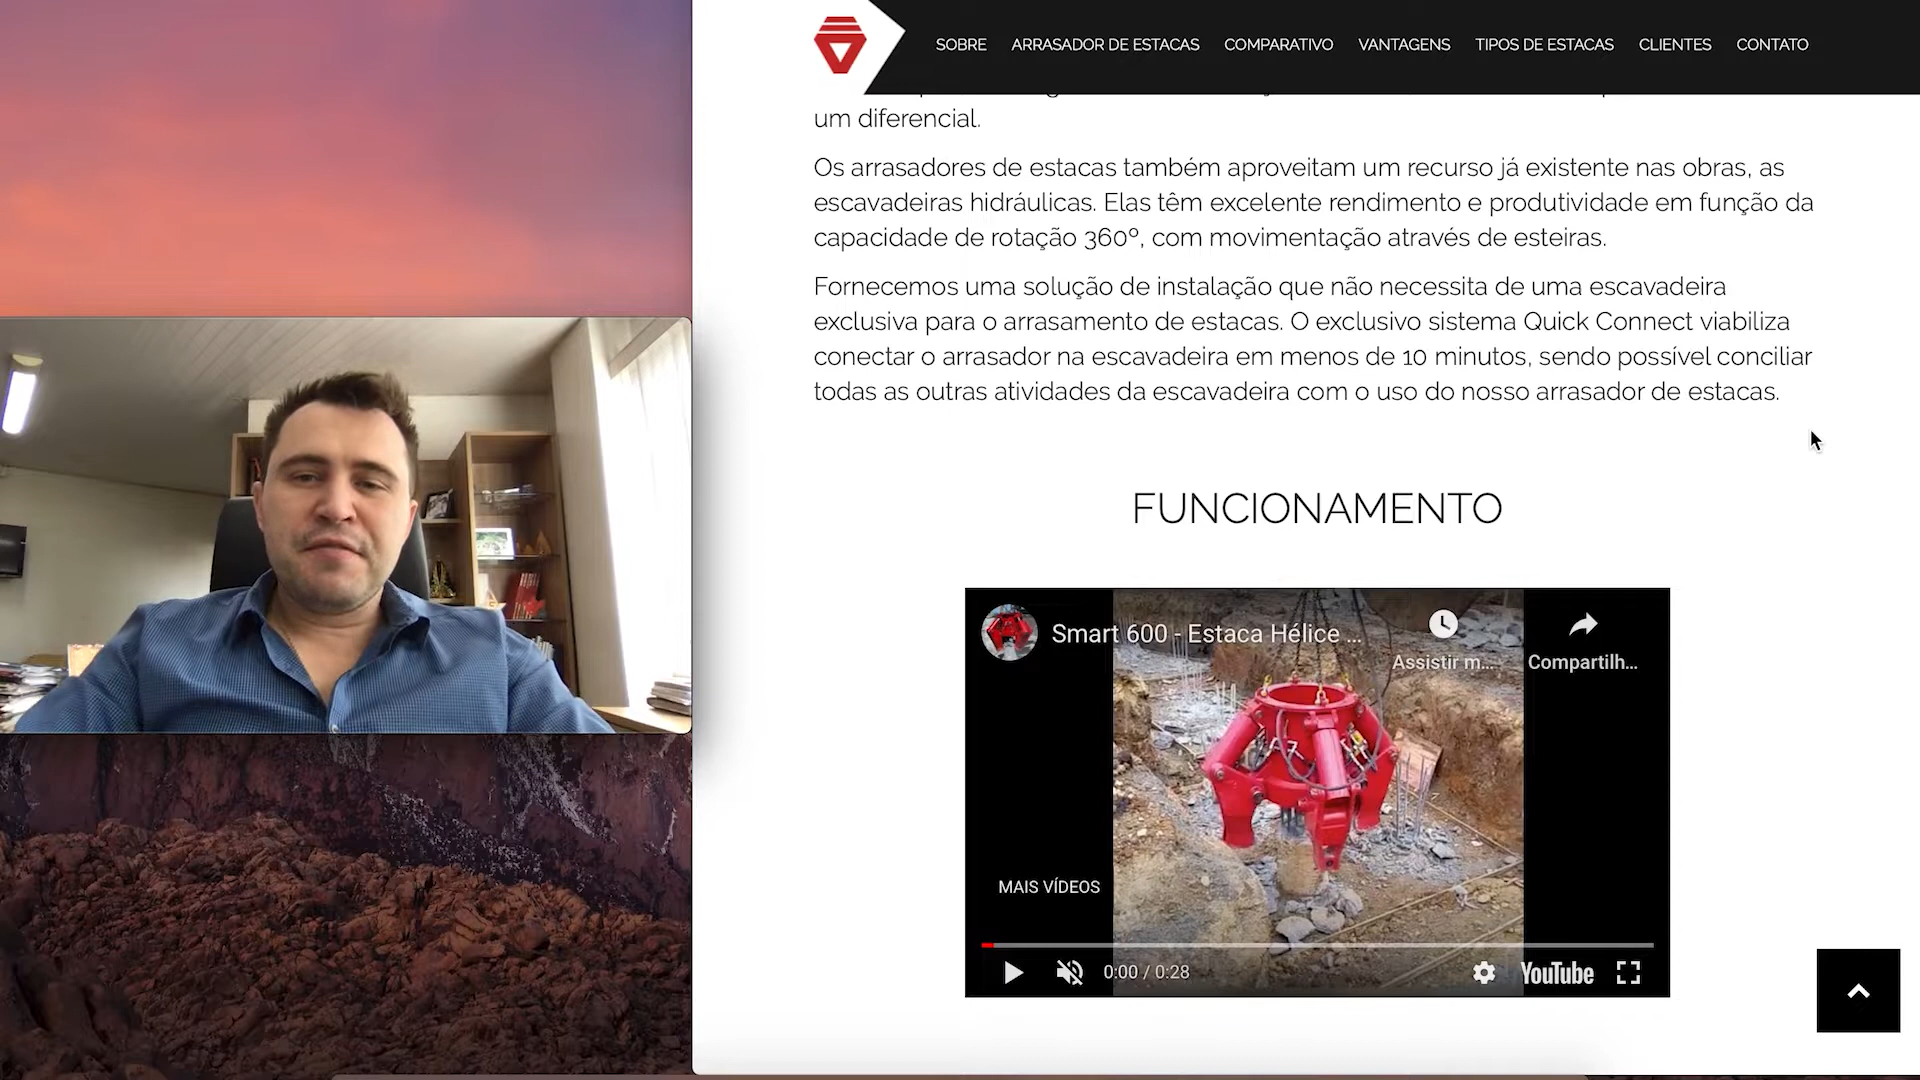 SOBRE ARRASADOR DE ESTACAS COMPARATIVO VANTAGENS TIPOS DE ESTACAS CLIENTES CONTATO
um diferencial.
Os arrasadores de estacas também aproveitam um recurso já existente nas obras, as
escavadeiras hidráulicas. Elas têm excelente rendimento e produtividade em função da
capacidade de rotação 360º, com movimentação através de esteiras.
Fornecemos uma solução de instalação que não necessita de uma escavadeira
exclusiva para o arrasamento de estacas. O exclusivo sistema Quick Connect viabiliza
conectar o arrasador na escavadeira em menos de 10 minutos, sendo possível conciliar
todas as outras atividades da escavadeira com o uso do nosso arrasador de estacas.
FUNCIONAMENTO
Smart 600 - Estaca Hélice ...
Assistir m... Compartilh...
MAIS VÍDEOS
0:00 / 0:28 YouTube